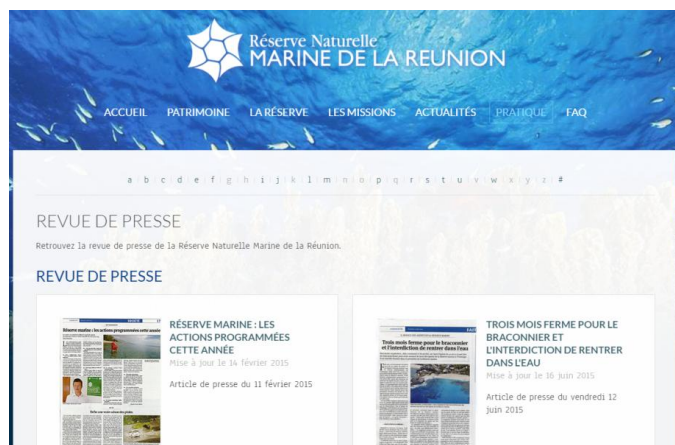 Réserve Naturelle
MARINE DE LA REUNION
ACCUEIL PATRIMOINE LA RÉSERVE LES MISSIONS ACTUALITÉS PRATIQUE FAQ
a b c d e f g h i j k l m n o p q r s t u v w x y z #
REVUE DE PRESSE
Retrouvez la revue de presse de la Réserve Naturelle Marine de la Réunion.
REVUE DE PRESSE
Réserve marine : les actions programmées cette année
RÉSERVE MARINE : LES
ACTIONS PROGRAMMÉES
CETTE ANNÉE
Mise à jour le 14 février 2015
Article de presse du 11 février 2015
Trois mois ferme pour le braconnier
et l'interdiction de rentrer dans l'eau
TROIS MOIS FERME POUR LE
BRACONNIER ET
L'INTERDICTION DE RENTRER
DANS L'EAU
Mise à jour le 16 juin 2015
Article de presse du vendredi 12
juin 2015